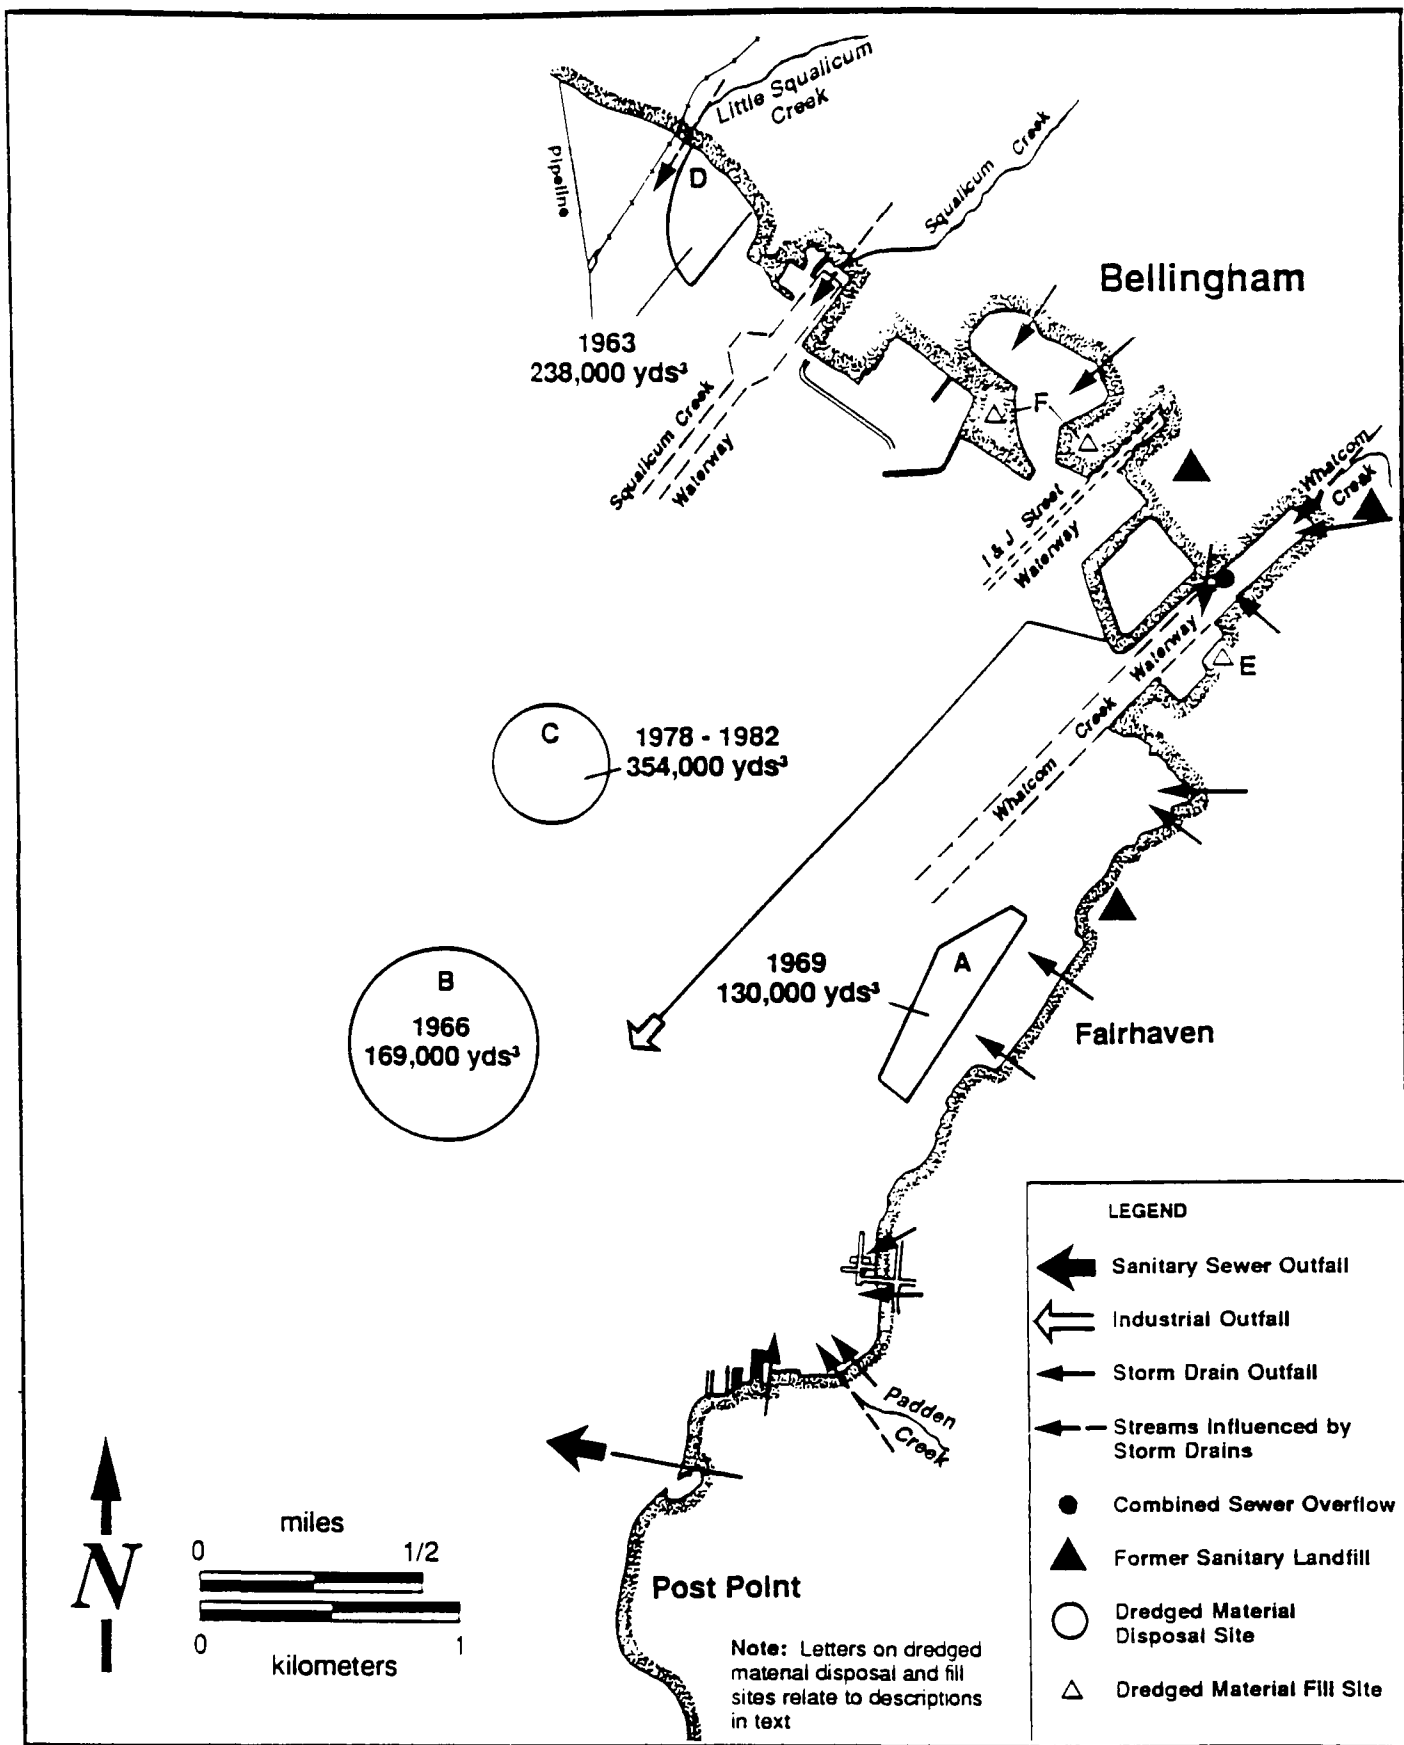 Little Squalicum
Creek
Squalicum Creek
Pipeline
D
Bellingham
1963
238,000 yds³
Squalicum Creek
Waterway
F
I & J Street
Waterway
Whatcom
Creek
E
Whatcom Creek Waterway
C
1978 - 1982
354,000 yds³
A
1969
130,000 yds³
B
1966
169,000 yds³
Fairhaven
LEGEND
Sanitary Sewer Outfall
Industrial Outfall
Storm Drain Outfall
Streams Influenced by
Storm Drains
Combined Sewer Overflow
Former Sanitary Landfill
Dredged Material
Disposal Site
Dredged Material Fill Site
Padden
Creek
N
miles
0 1/2
0 1
kilometers
Post Point
Note: Letters on dredged
material disposal and fill
sites relate to descriptions
in text